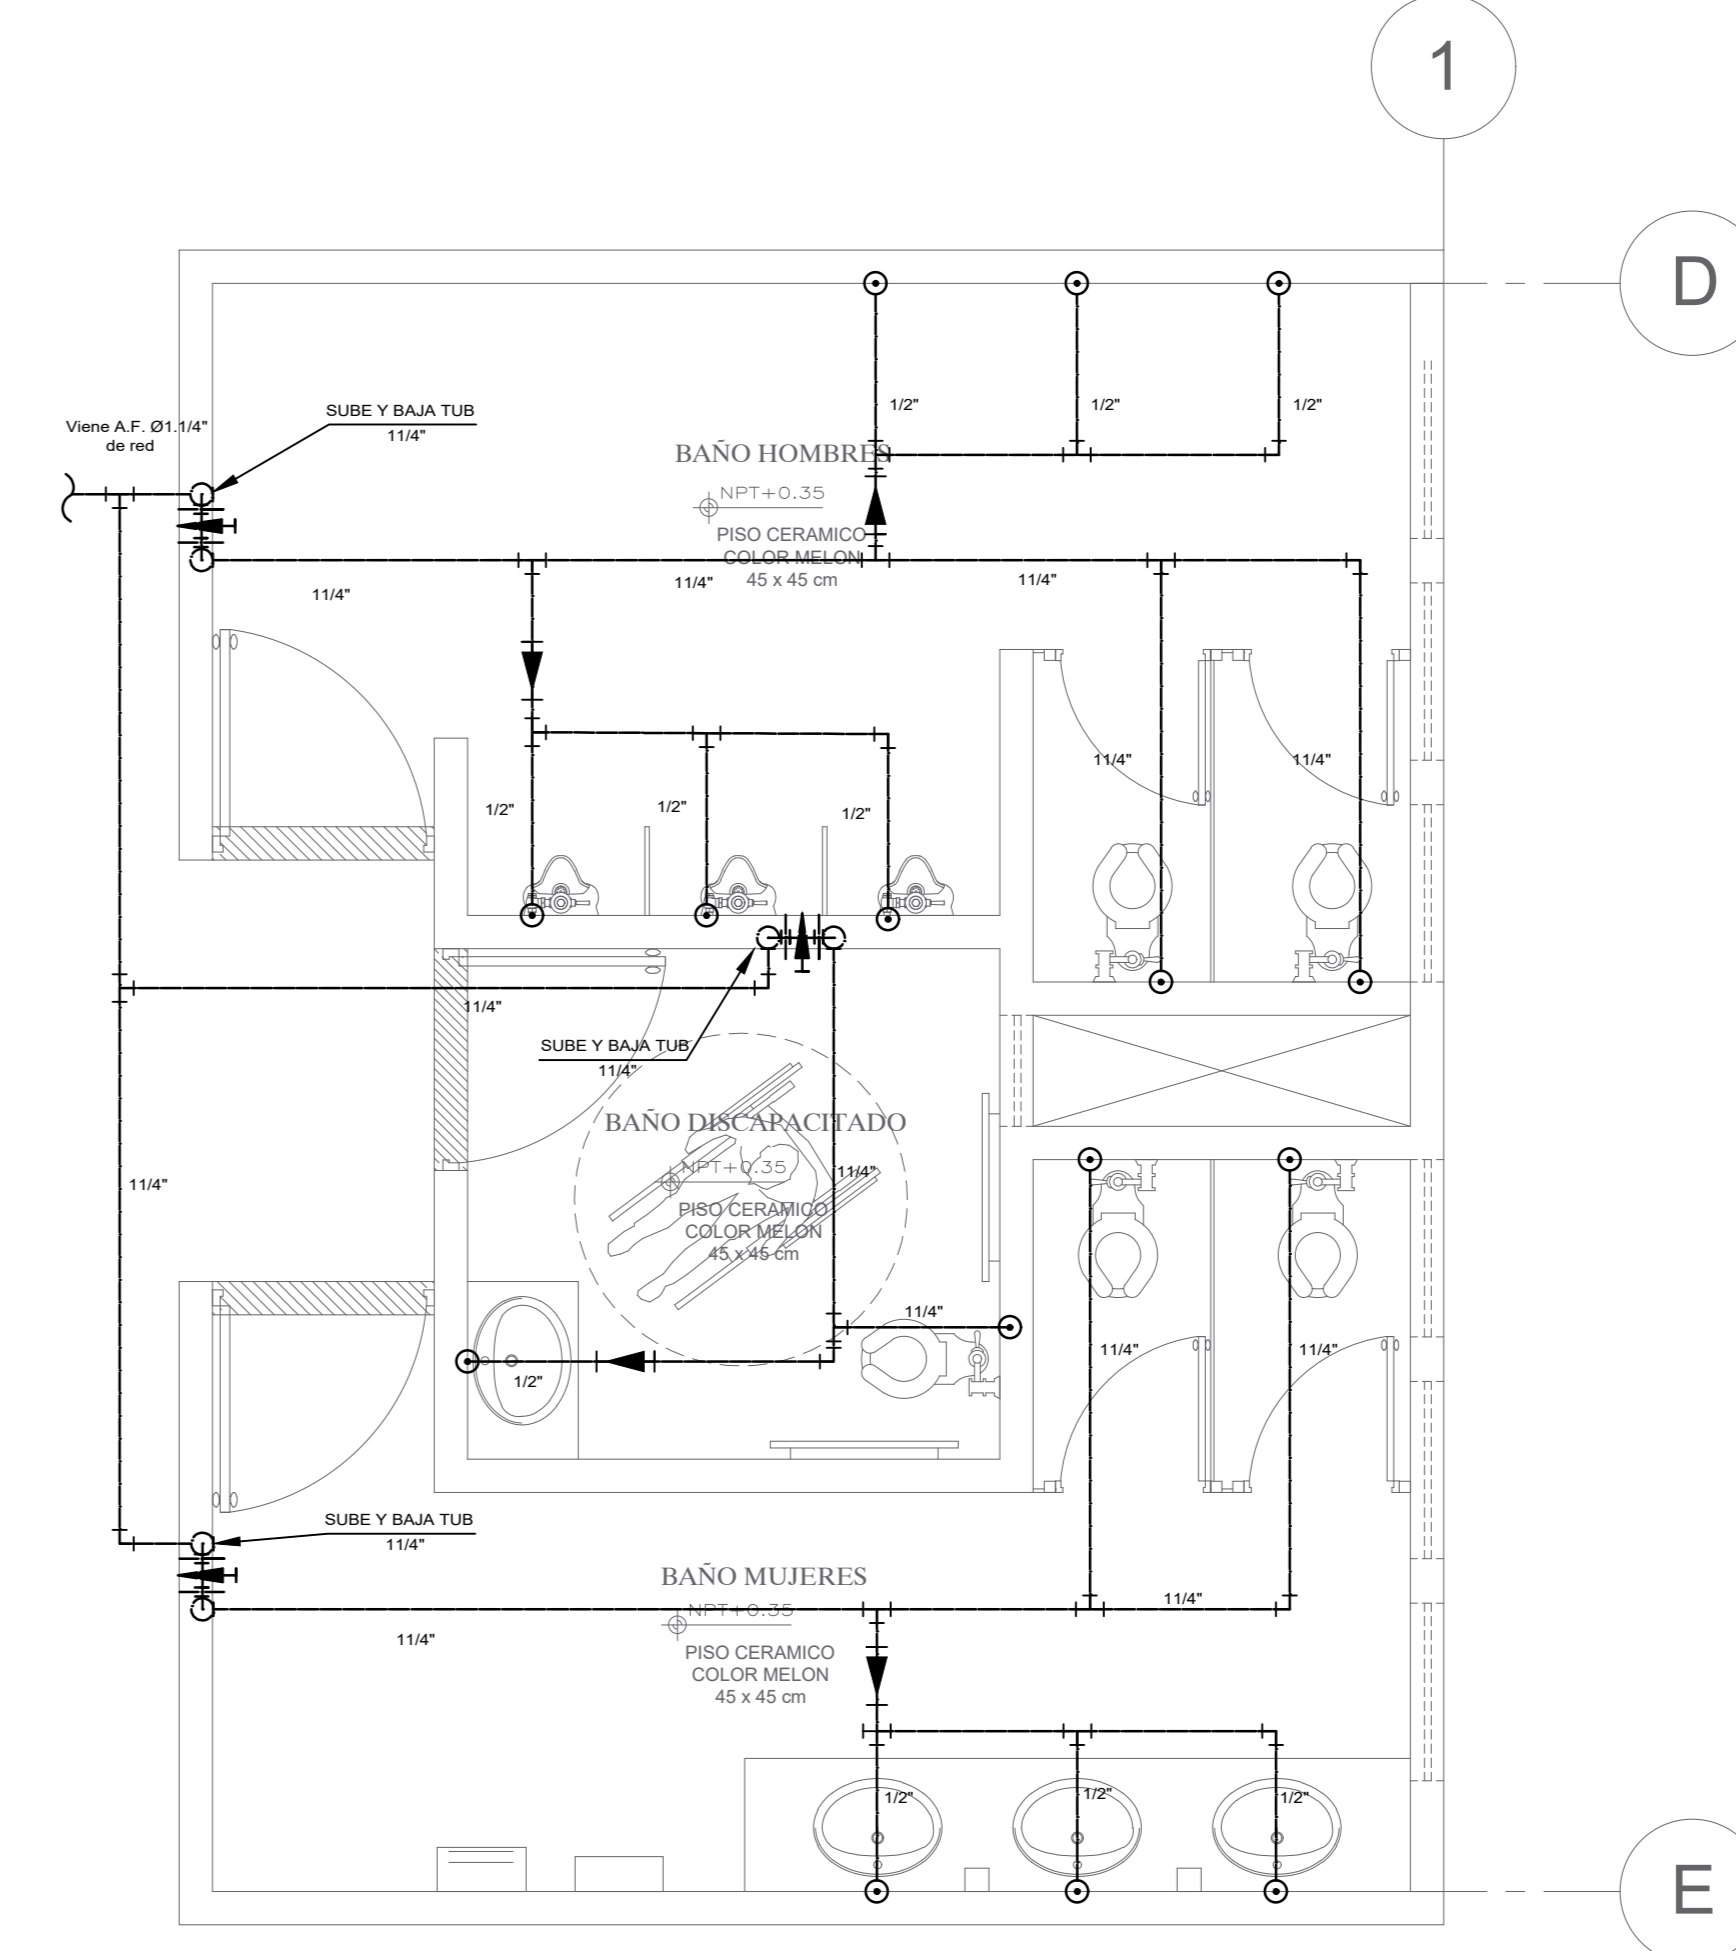 1
D
SUBE Y BAJA TUB
11/4"
Viene A.F. Ø1.1/4"
de red
1/2"
1/2"
1/2"
BAÑO HOMBRES
NPT+0.35
PISO CERAMICO
COLOR MELON
45 x 45 cm
11/4"
11/4"
11/4"
11/4"
11/4"
1/2"
1/2"
1/2"
11/4"
SUBE Y BAJA TUB
11/4"
BAÑO DISCAPACITADO
NPT+0.35
11/4"
11/4"
PISO CERAMICO
COLOR MELON
45 x 45 cm
11/4"
11/4"
11/4"
1/2"
SUBE Y BAJA TUB
11/4"
BAÑO MUJERES
NPT+0.35
11/4"
11/4"
PISO CERAMICO
COLOR MELON
45 x 45 cm
1/2"
1/2"
1/2"
E